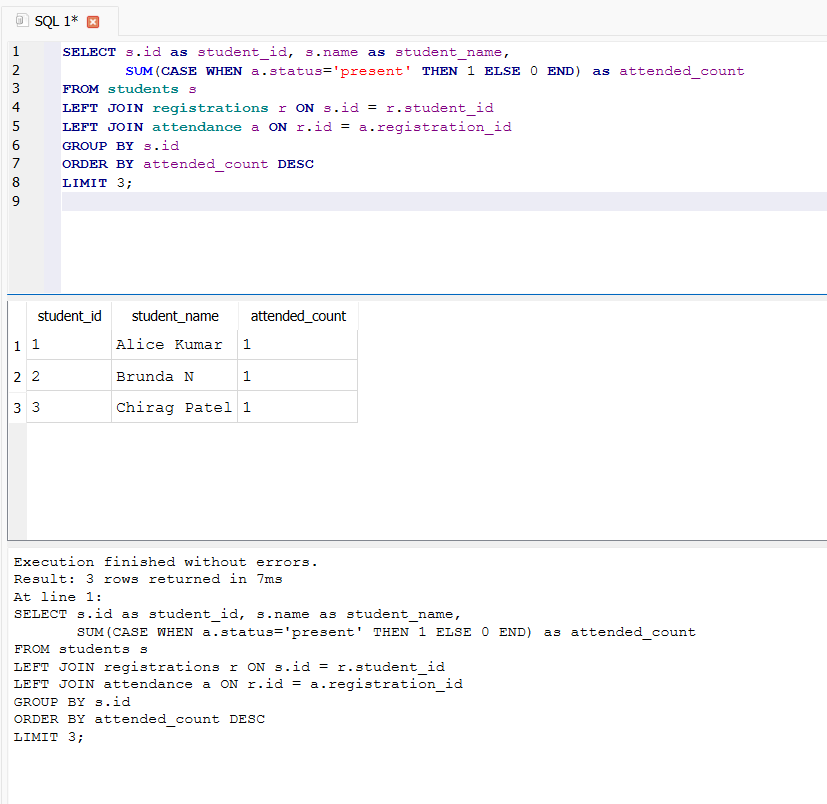 SQL 1*
1 SELECT s.id as student_id, s.name as student_name,
2 SUM(CASE WHEN a.status='present' THEN 1 ELSE 0 END) as attended_count
3 FROM students s
4 LEFT JOIN registrations r ON s.id = r.student_id
5 LEFT JOIN attendance a ON r.id = a.registration_id
6 GROUP BY s.id
7 ORDER BY attended_count DESC
8 LIMIT 3;
9
student_id student_name attended_count
1 1 Alice Kumar 1
2 2 Brunda N 1
3 3 Chirag Patel 1
Execution finished without errors.
Result: 3 rows returned in 7ms
At line 1:
SELECT s.id as student_id, s.name as student_name,
SUM(CASE WHEN a.status='present' THEN 1 ELSE 0 END) as attended_count
FROM students s
LEFT JOIN registrations r ON s.id = r.student_id
LEFT JOIN attendance a ON r.id = a.registration_id
GROUP BY s.id
ORDER BY attended_count DESC
LIMIT 3;